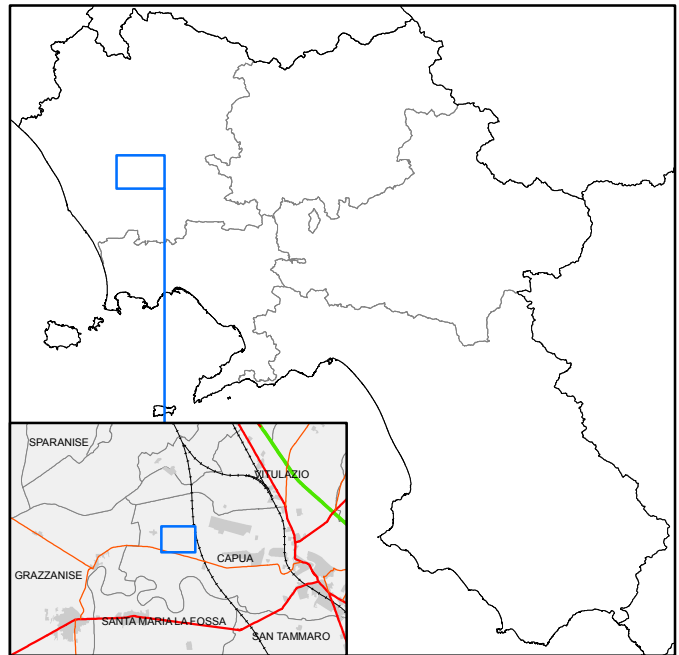 SPARANISE
VITULAZIO
CAPUA
GRAZZANISE
SANTA MARIA LA FOSSA
SAN TAMMARO